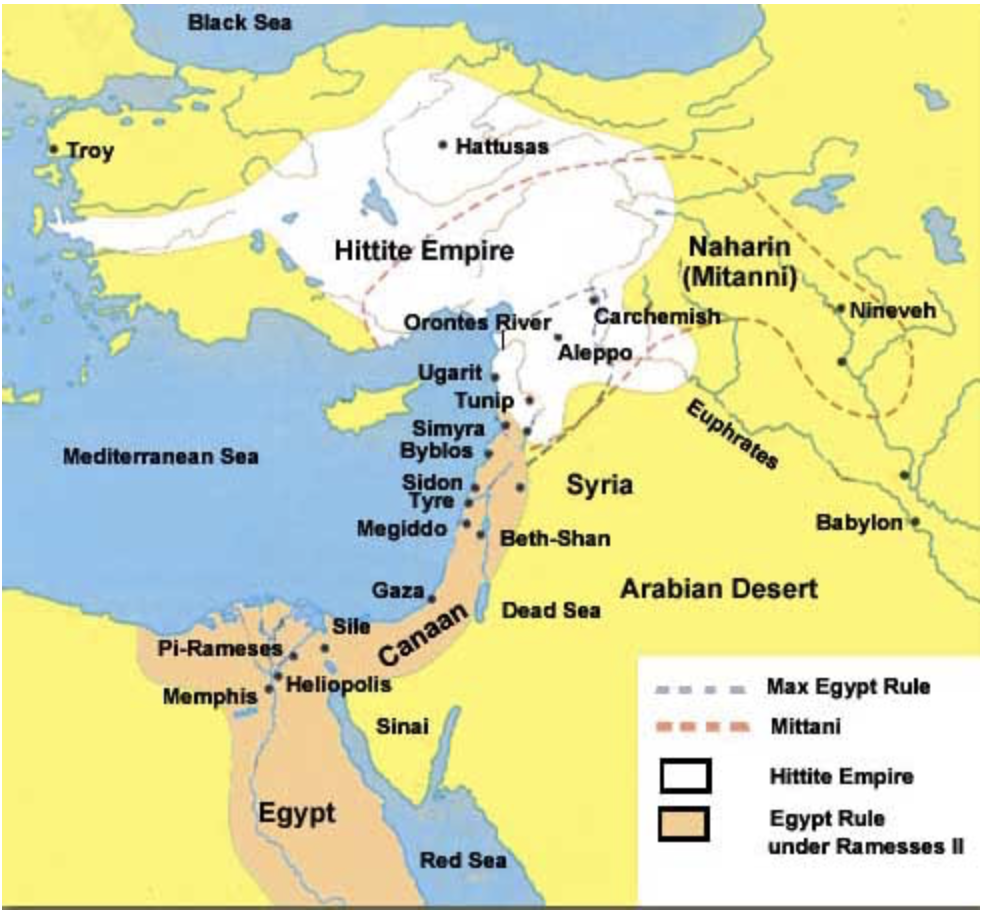 Black Sea
Troy
Hattusas
Hittite Empire
Naharin
(Mitanni)
Nineveh
Orontes River
Carchemish
Aleppo
Ugarit
Tunip
Simyra
Byblos
Euphrates
Mediterranean Sea
Sidon
Syria
Tyre
Megiddo
Beth-Shan
Babylon
Gaza
Dead Sea
Arabian Desert
Canaan
Sile
Pi-Rameses
Heliopolis
Memphis
Sinai
Egypt
Red Sea
Max Egypt Rule
Mittani
Hittite Empire
Egypt Rule
under Ramesses II